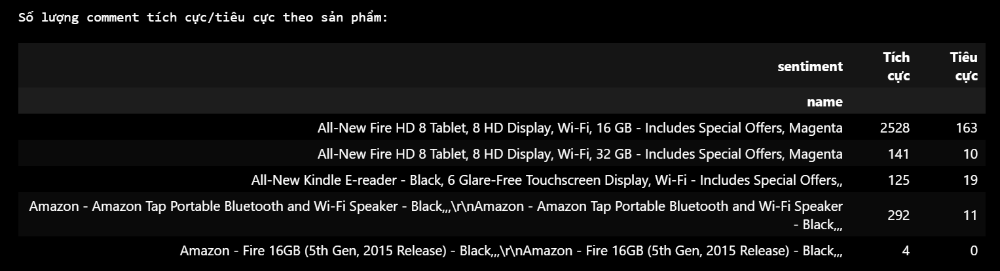 Số lượng comment tích cực/tiêu cực theo sản phẩm:
sentiment Tích cực Tiêu cực
name
All-New Fire HD 8 Tablet, 8 HD Display, Wi-Fi, 16 GB - Includes Special Offers, Magenta 2528 163
All-New Fire HD 8 Tablet, 8 HD Display, Wi-Fi, 32 GB - Includes Special Offers, Magenta 141 10
All-New Kindle E-reader - Black, 6 Glare-Free Touchscreen Display, Wi-Fi - Includes Special Offers,, 125 19
Amazon - Amazon Tap Portable Bluetooth and Wi-Fi Speaker - Black,,,\r\nAmazon - Amazon Tap Portable Bluetooth and Wi-Fi Speaker
- Black,,, 292 11
Amazon - Fire 16GB (5th Gen, 2015 Release) - Black,,,\r\nAmazon - Fire 16GB (5th Gen, 2015 Release) - Black,,, 4 0